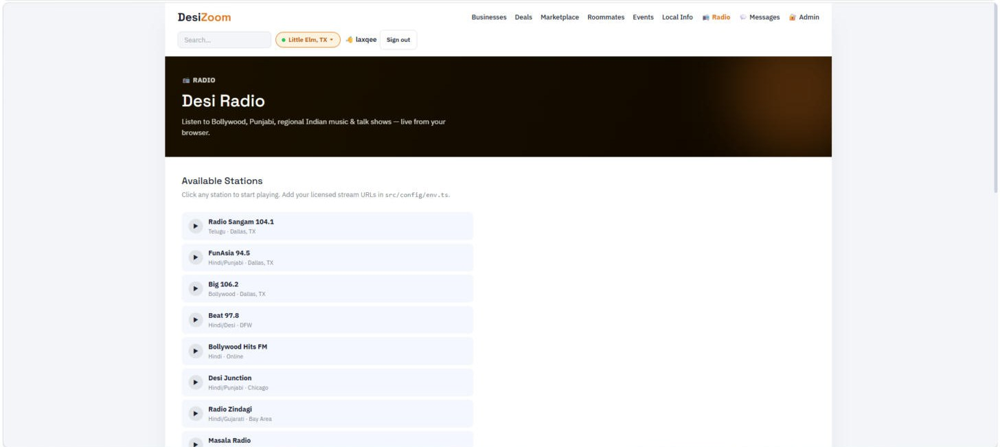 DesiZoom
Businesses Deals Marketplace Roommates Events Local Info Radio Messages Admin
Search... Little Elm, TX laxqee Sign out
RADIO
Desi Radio
Listen to Bollywood, Punjabi, regional Indian music & talk shows — live from your
browser.
Available Stations
Click any station to start playing. Add your licensed stream URLs in src/config/env.ts.
Radio Sangam 104.1
Telugu · Dallas, TX
FunAsia 94.5
Hindi/Punjabi · Dallas, TX
Big 106.2
Bollywood · Dallas, TX
Beat 97.8
Hindi/Desi · DFW
Bollywood Hits FM
Hindi · Online
Desi Junction
Hindi/Punjabi · Chicago
Radio Zindagi
Hindi/Gujarati · Bay Area
Masala Radio